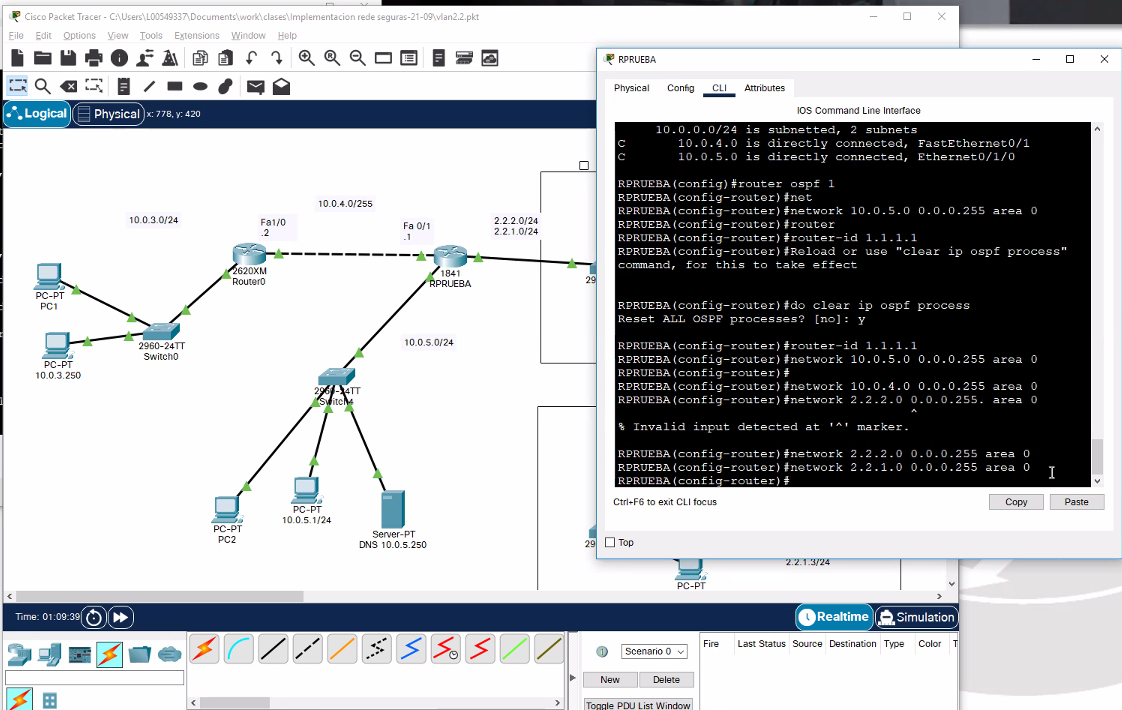 Cisco Packet Tracer - C:\Users\L00549337\Documents\work\clases\Implementacion rede seguras-21-09\vlan2.2.pkt
File Edit Options View Tools Extensions Window Help
Logical
Physical
x: 778, y: 420
10.0.3.0/24
10.0.4.0/255
Fa1/0
.2
Fa 0/1
.1
2.2.2.0/24
2.2.1.0/24
2620XM
Router0
1841
RPRUEBA
29
PC-PT
PC1
PC-PT
10.0.3.250
2960-24TT
Switch0
10.0.5.0/24
2960-24TT
PC-PT
PC2
PC-PT
10.0.5.1/24
Server-PT
DNS 10.0.5.250
29
2.2.1.3/24
PC-PT
RPRUEBA
Physical Config CLI Attributes
IOS Command Line Interface
10.0.0.0/24 is subnetted, 2 subnets
C 10.0.4.0 is directly connected, FastEthernet0/1
C 10.0.5.0 is directly connected, Ethernet0/1/0
RPRUEBA(config)#router ospf 1
RPRUEBA(config-router)#net
RPRUEBA(config-router)#network 10.0.5.0 0.0.0.255 area 0
RPRUEBA(config-router)#router
RPRUEBA(config-router)#router-id 1.1.1.1
RPRUEBA(config-router)#Reload or use "clear ip ospf process"
command, for this to take effect
RPRUEBA(config-router)#do clear ip ospf process
Reset ALL OSPF processes? [no]: y
RPRUEBA(config-router)#router-id 1.1.1.1
RPRUEBA(config-router)#network 10.0.5.0 0.0.0.255 area 0
RPRUEBA(config-router)#
RPRUEBA(config-router)#network 10.0.4.0 0.0.0.255 area 0
RPRUEBA(config-router)#network 2.2.2.0 0.0.0.255. area 0
^
% Invalid input detected at '^' marker.
RPRUEBA(config-router)#network 2.2.2.0 0.0.0.255 area 0
RPRUEBA(config-router)#network 2.2.1.0 0.0.0.255 area 0
RPRUEBA(config-router)#
Ctrl+F6 to exit CLI focus
Copy
Paste
Top
Time: 01:09:39
Realtime
Simulation
Scenario 0
New
Delete
Toggle PDU List Window
Fire Last Status Source Destination Type Color T